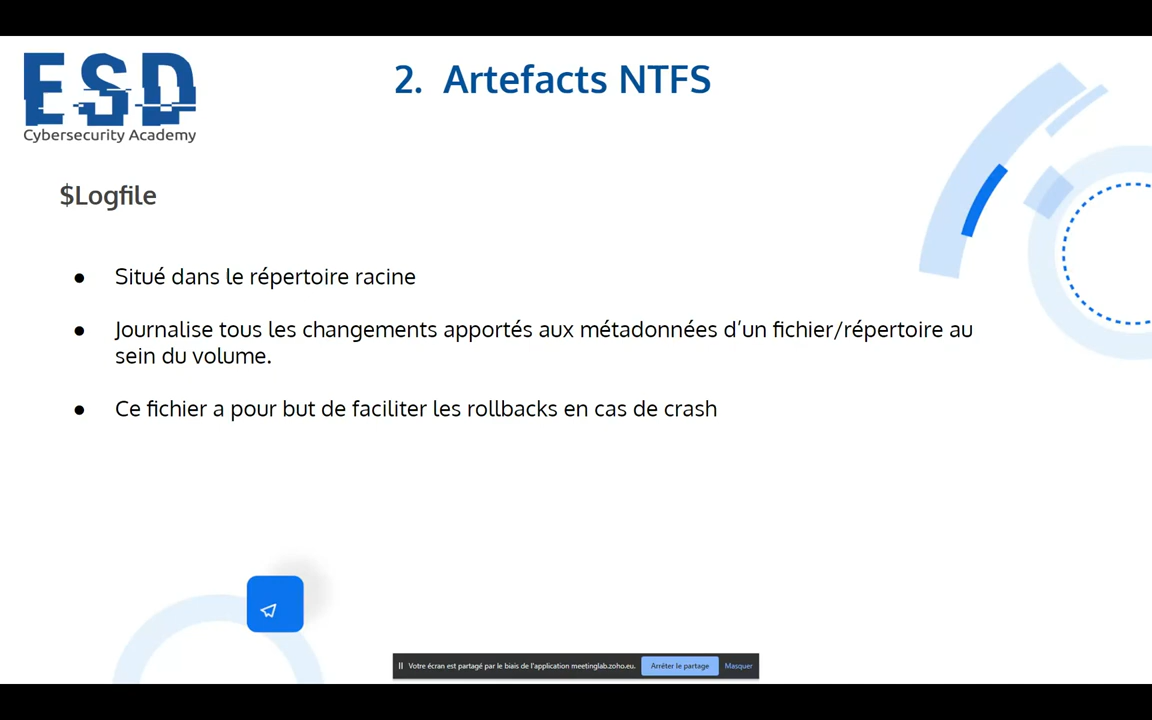 ESD
Cybersecurity Academy
2. Artefacts NTFS
$Logfile
● Situé dans le répertoire racine
● Journalise tous les changements apportés aux métadonnées d’un fichier/répertoire au
sein du volume.
● Ce fichier a pour but de faciliter les rollbacks en cas de crash
Votre écran est partagé par le biais de l'application meetinglab.zoho.eu. Arrêter le partage Masquer